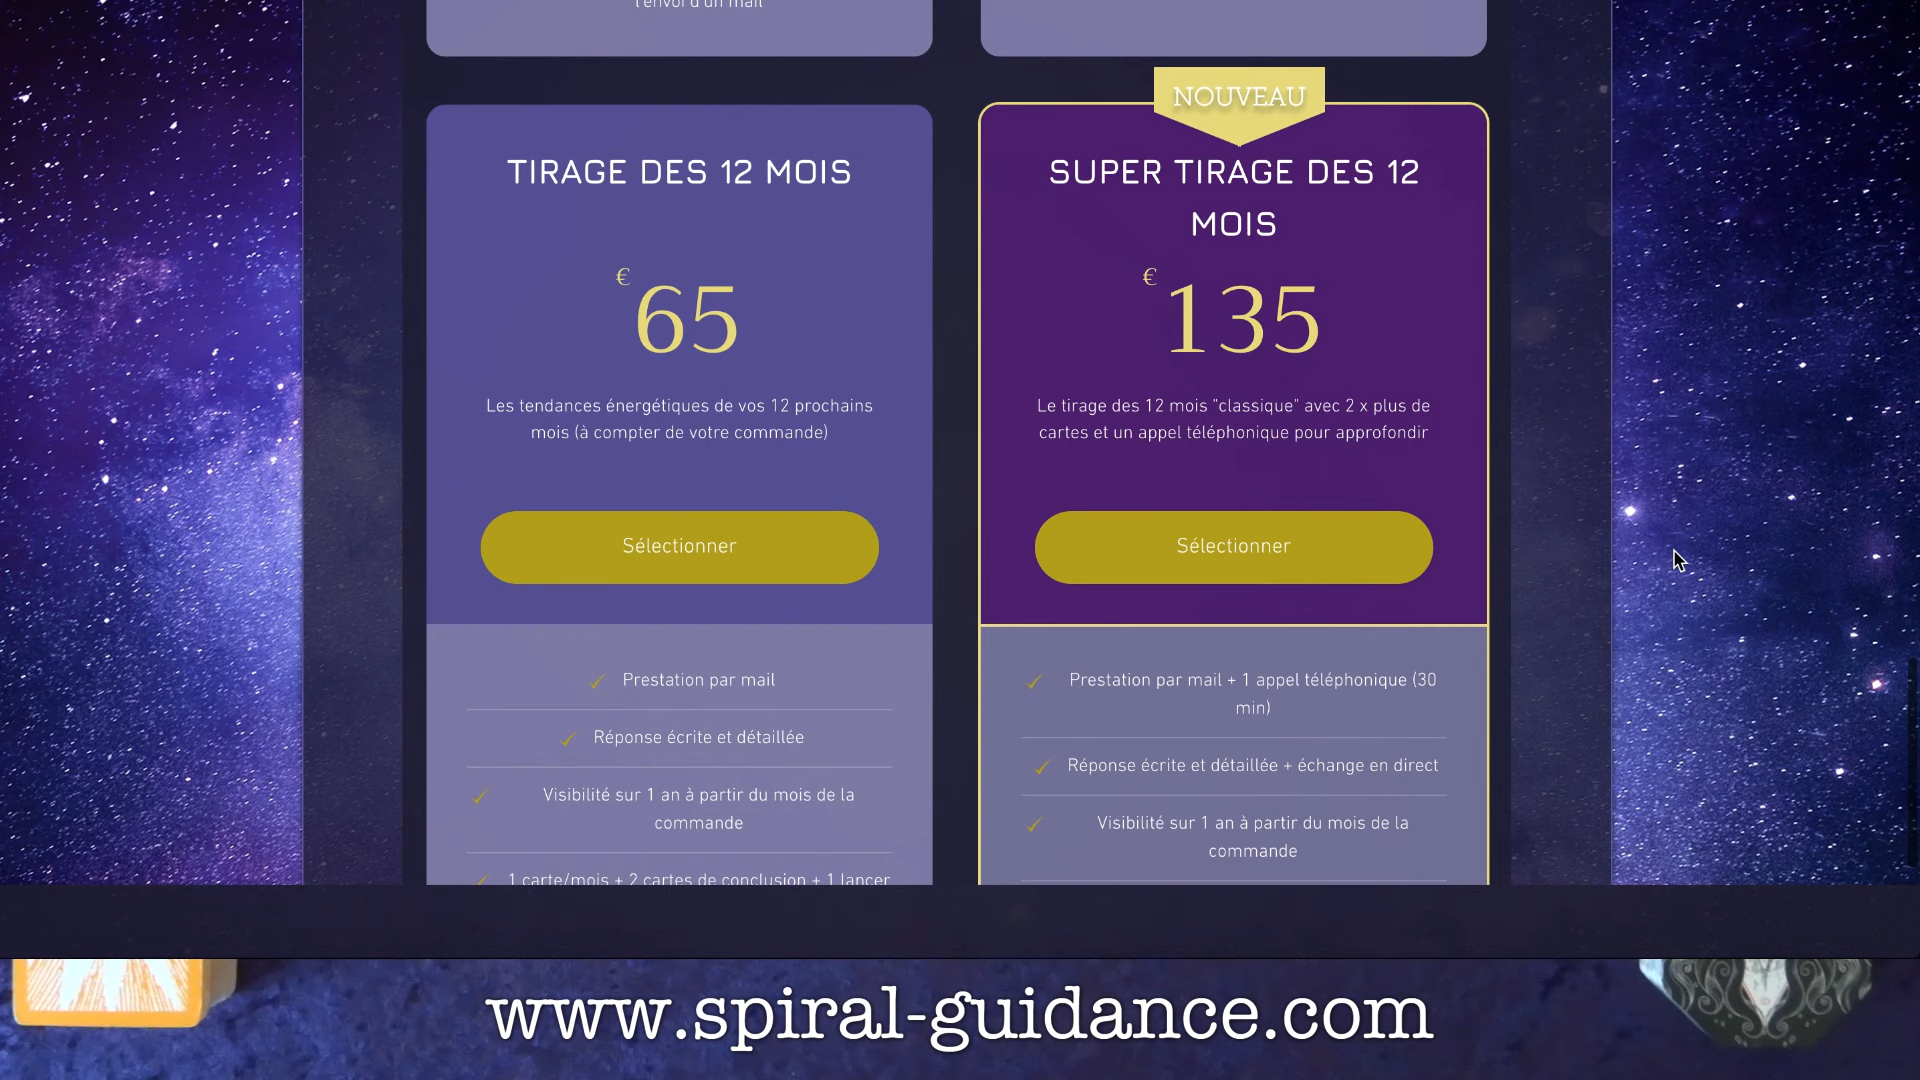 l'envoi d'un mail
TIRAGE DES 12 MOIS
€
65
Les tendances énergétiques de vos 12 prochains
mois (à compter de votre commande)
Sélectionner
Prestation par mail
Réponse écrite et détaillée
Visibilité sur 1 an à partir du mois de la
commande
1 carte/mois + 2 cartes de conclusion + 1 lancer
NOUVEAU
SUPER TIRAGE DES 12
MOIS
€
135
Le tirage des 12 mois "classique" avec 2 x plus de
cartes et un appel téléphonique pour approfondir
Sélectionner
Prestation par mail + 1 appel téléphonique (30
min)
Réponse écrite et détaillée + échange en direct
Visibilité sur 1 an à partir du mois de la
commande
www.spiral-guidance.com